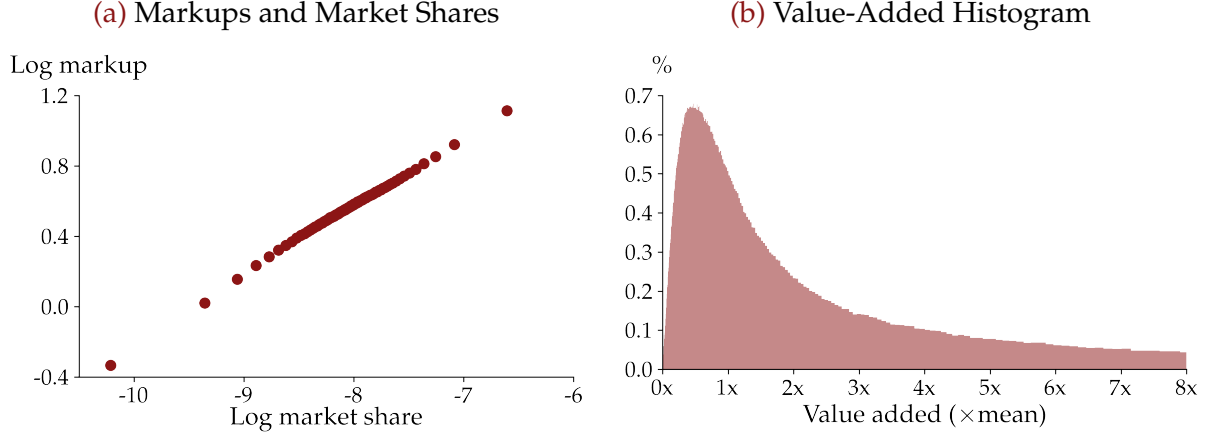 (a) Markups and Market Shares
Log markup
1.2
0.8
0.4
0.0
-0.4
-10
-9
-8
-7
-6
Log market share
(b) Value-Added Histogram
%
0.7
0.6
0.5
0.4
0.3
0.2
0.1
0.0
0x
1x
2x
3x
4x
5x
6x
7x
8x
Value added (×mean)